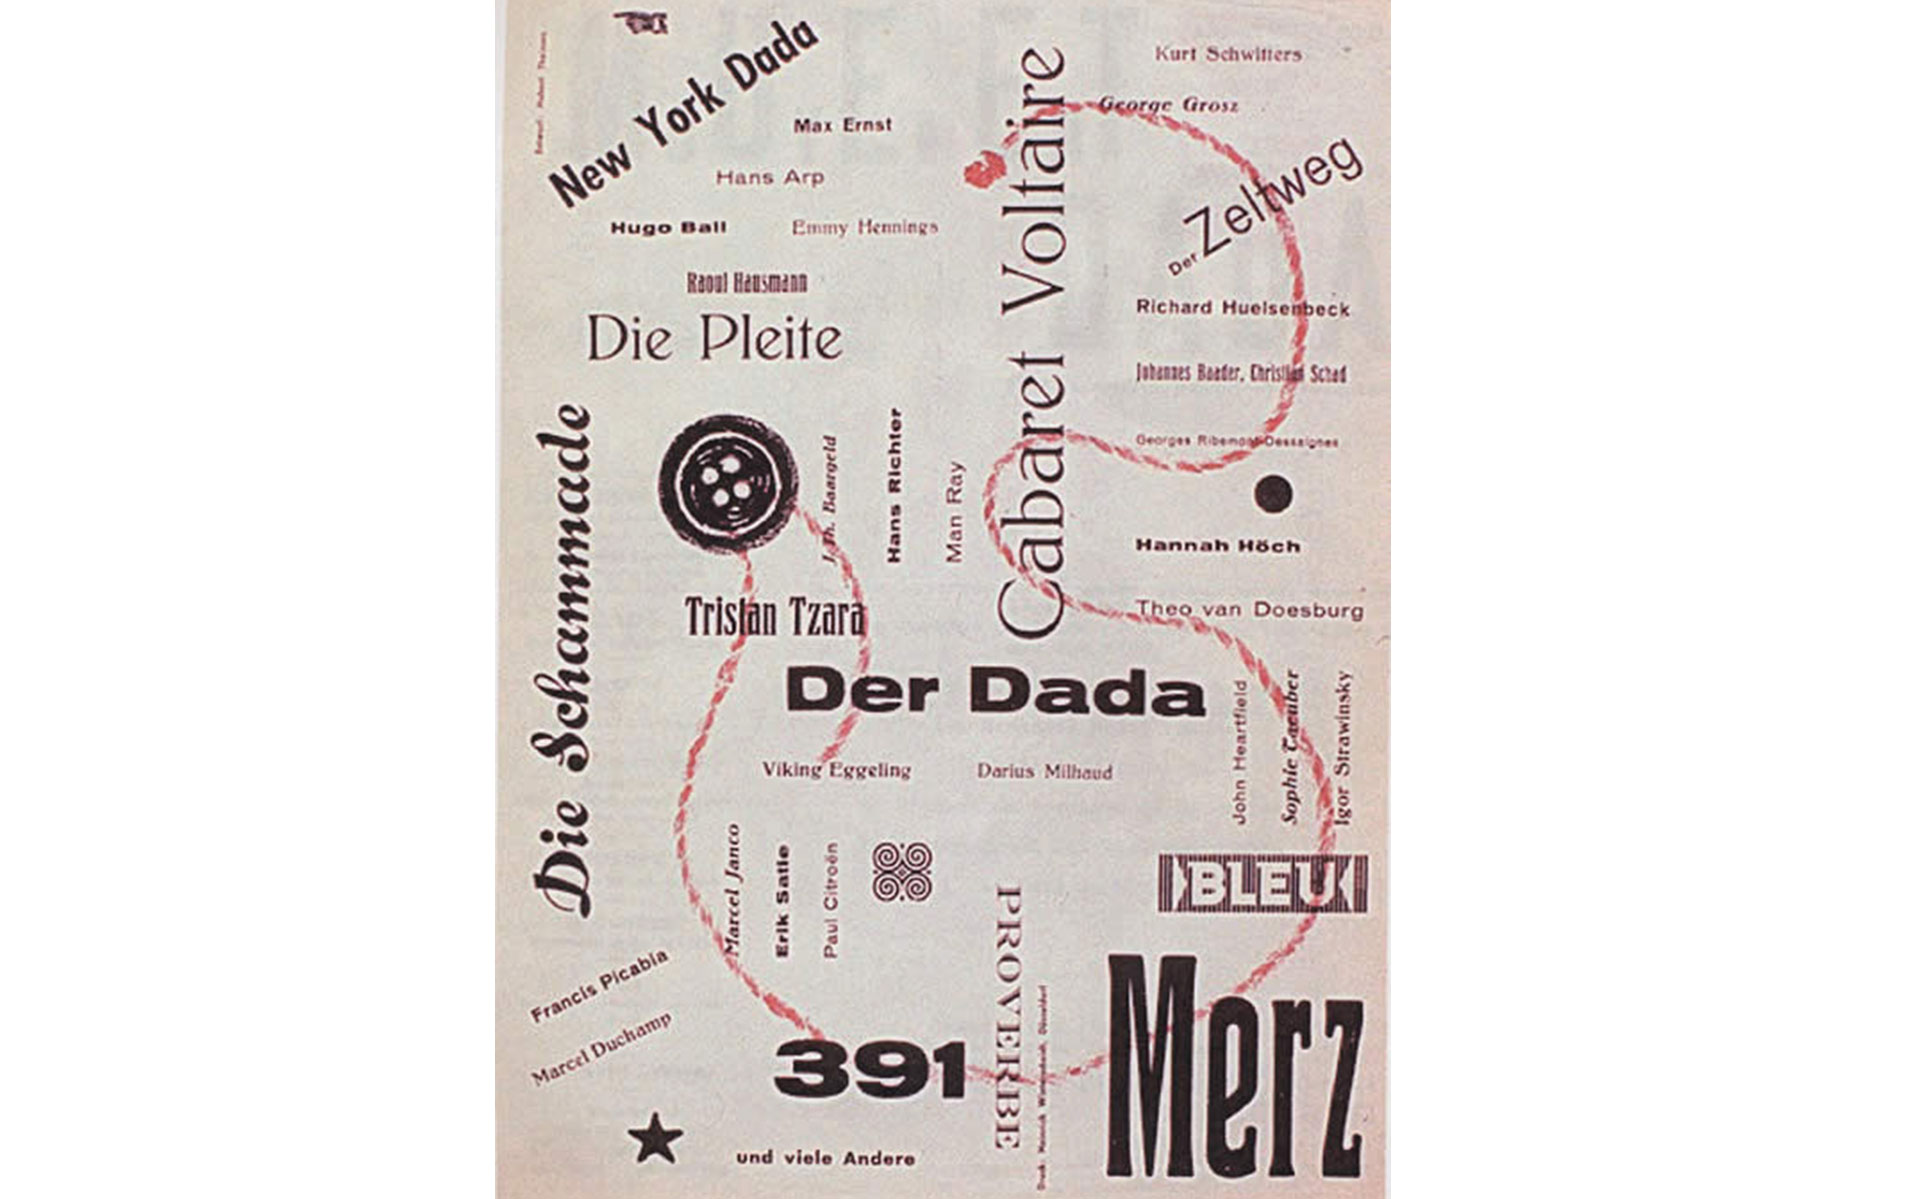 New York Dada
Kurt Schwitters
George Grosz
Max Ernst
Hans Arp
Hugo Ball
Emmy Hennings
Cabaret Voltaire
Der Zeltweg
Raoul Hausmann
Die Pleite
Richard Huelsenbeck
Johannes Baader, Christian Schad
Georges Ribemont-Dessaignes
Die Schammade
J. Th. Baargeld
Hans Richter
Man Ray
Hannah Höch
Theo van Doesburg
Tristan Tzara
Der Dada
John Heartfield
Sophie Taeuber
Igor Strawinsky
Viking Eggeling
Darius Milhaud
Marcel Janco
Erik Satie
Paul Citroën
BLEU
PROVERBE
Merz
Francis Picabia
Marcel Duchamp
391
und viele Andere